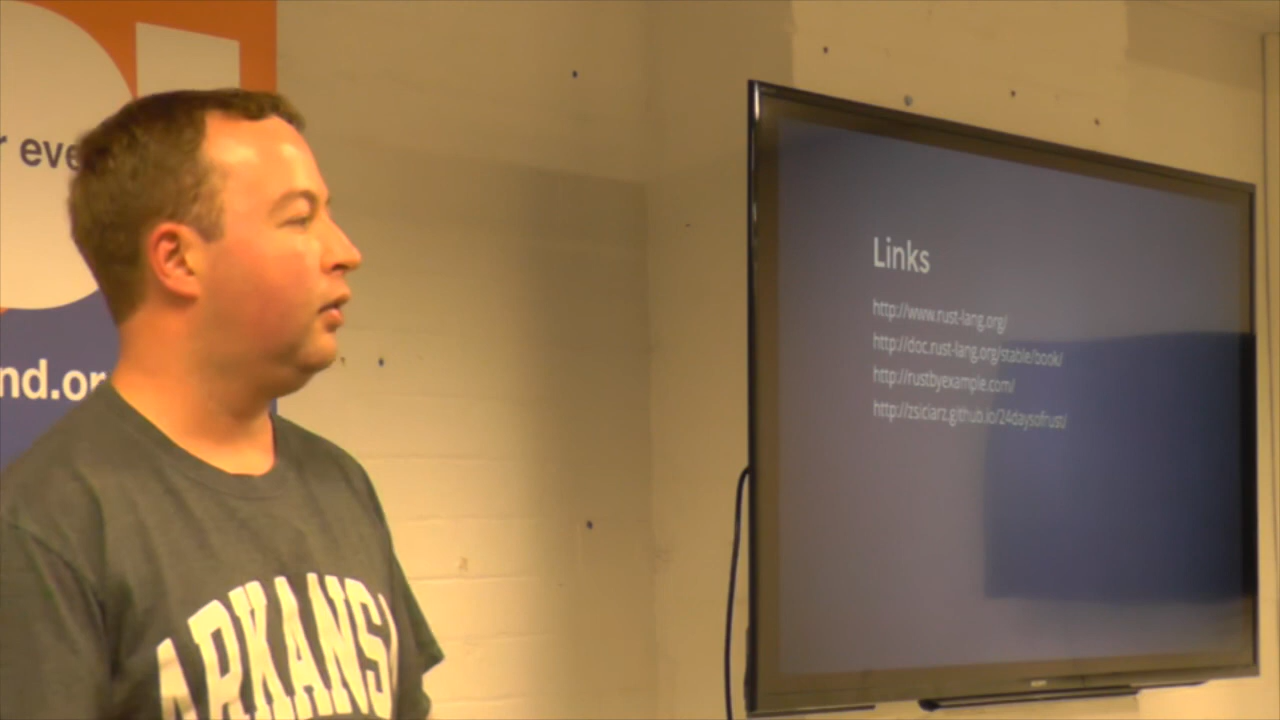 r eve
nd.or
ARKANS
Links
http://www.rust-lang.org/
http://doc.rust-lang.org/stable/book/
http://rustbyexample.com/
http://zsiciarz.github.io/24daysofrust/